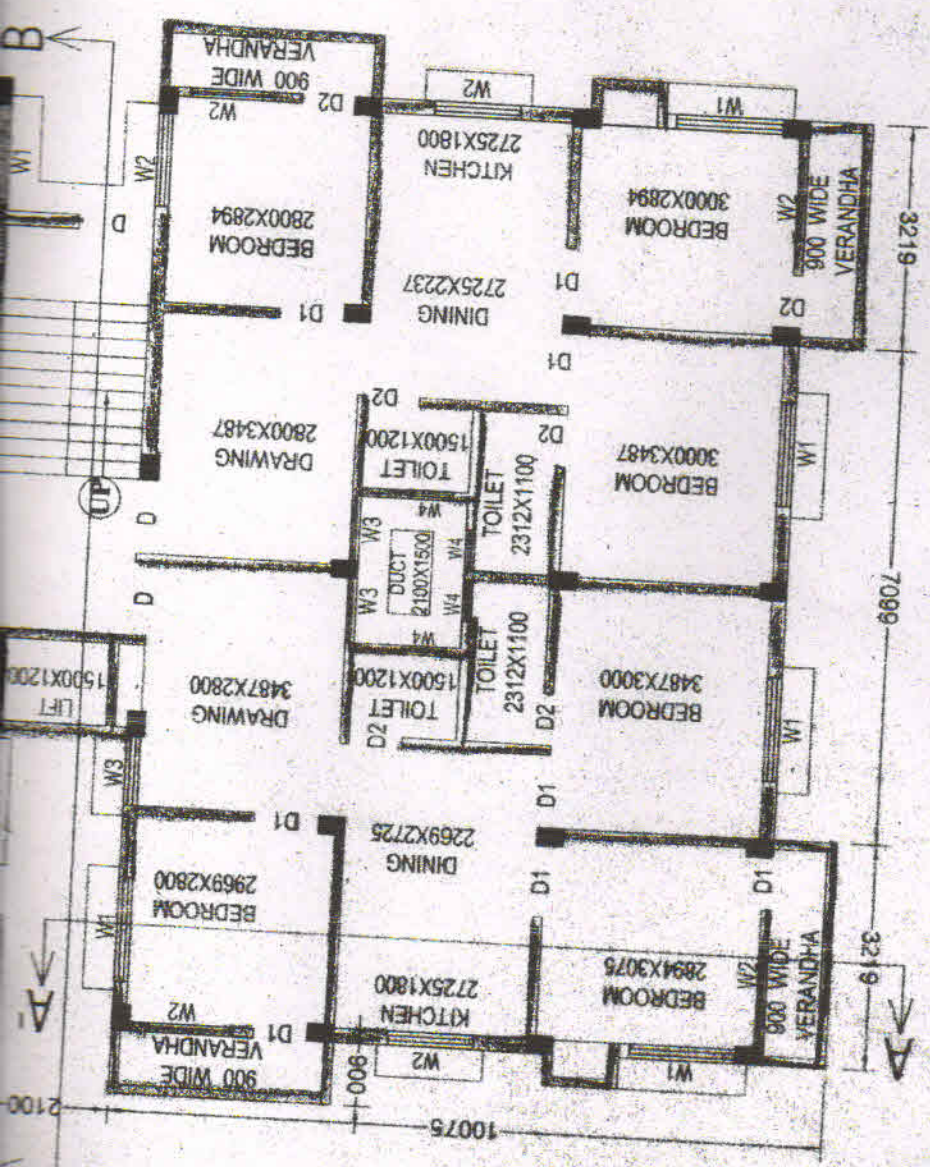 B
W1
D
W2
900 WIDE
VERANDHA
W2
D2
BEDROOM
2800X2894
D1
W2
KITCHEN
2725X1800
DINING
2725X2237
W1
BEDROOM
3000X2894
D1
W2
900 WIDE
VERANDHA
D2
3219
UP
DRAWING
2800X3487
D
D2
TOILET
1500X1200
D1
D2
TOILET
2312X1100
BEDROOM
3000X3487
W1
W3
W4
DUCT
2100X1500
W3
W4
W4
W4
7099
D
LIFT
1500X1200
DRAWING
3487X2800
TOILET
1500X1200
D2
TOILET
2312X1100
D2
BEDROOM
3487X3000
W1
W3
D1
BEDROOM
2969X2800
W1
DINING
2269X2725
D1
D1
D1
A'
W2
D1
900 WIDE
VERANDHA
KITCHEN
2725X1800
W2
BEDROOM
2894X3075
W1
W2
900 WIDE
VERANDHA
A
2100
900
10075